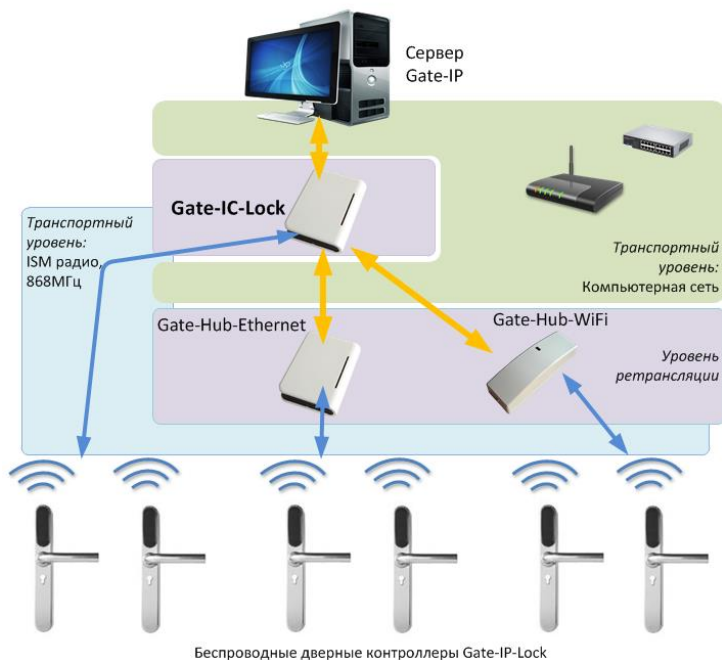 Сервер
Gate-IP
Gate-IC-Lock
Транспортный
уровень:
ISM радио,
868МГц
Транспортный
уровень:
Компьютерная сеть
Gate-Hub-Ethernet
Gate-Hub-WiFi
Уровень
ретрансляции
Беспроводные дверные контроллеры Gate-IP-Lock